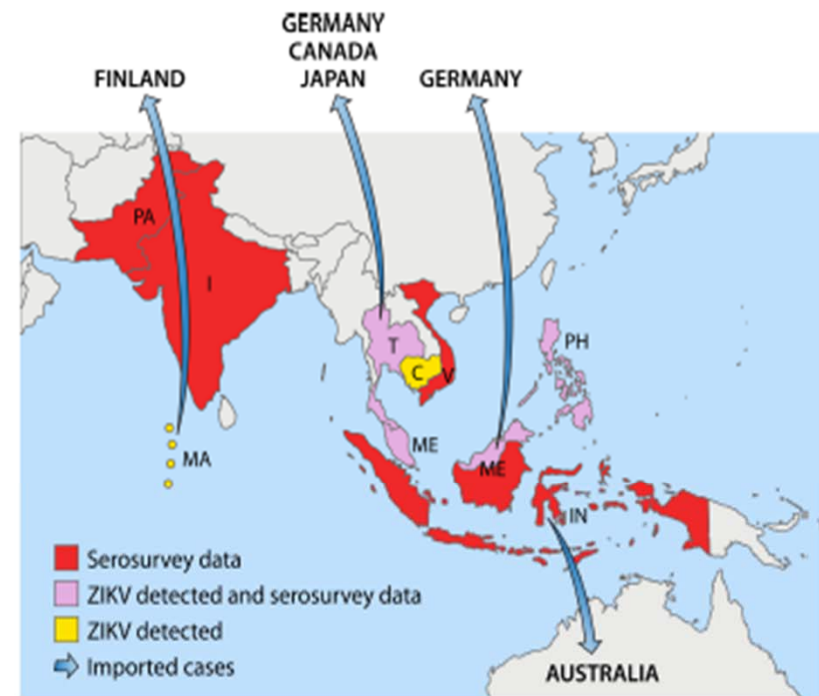 GERMANY
CANADA
JAPAN
FINLAND
GERMANY
PA
I
T
C
V
PH
ME
ME
MA
IN
Serosurvey data
ZIKV detected and serosurvey data
ZIKV detected
Imported cases
AUSTRALIA